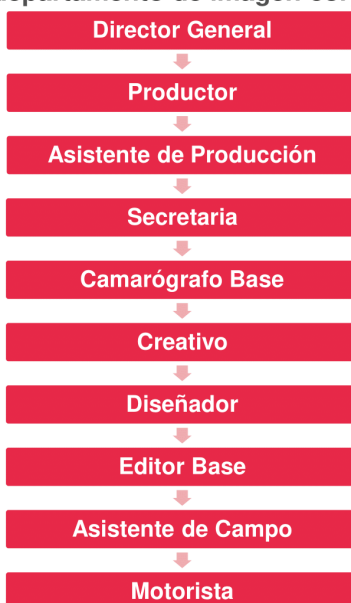 Director General
Productor
Asistente de Producción
Secretaria
Camarógrafo Base
Creativo
Diseñador
Editor Base
Asistente de Campo
Motorista